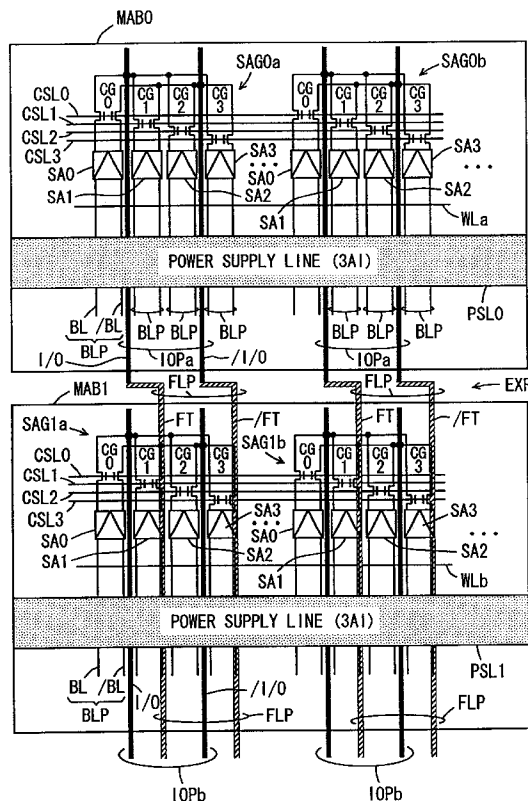 MAB0
SAG0a
SAG0b
CG 0
CG 1
CG 2
CG 3
CG 0
CG 1
CG 2
CG 3
CSL0
CSL1
CSL2
CSL3
SA0
SA1
SA2
SA3
SA0
SA1
SA2
SA3
WLa
POWER SUPPLY LINE (3Al)
PSL0
BL
/BL
BLP
BLP
BLP
BLP
BLP
BLP
BLP
I/O
IOPa
/I/O
IOPa
MAB1
FLP
FLP
SAG1a
FT
/FT
SAG1b
FT
/FT
CG 0
CG 1
CG 2
CG 3
CG 0
CG 1
CG 2
CG 3
CSL0
CSL1
CSL2
CSL3
SA0
SA1
SA2
SA3
SA0
SA1
SA2
SA3
WLb
POWER SUPPLY LINE (3Al)
PSL1
BL
/BL
BLP
I/O
/I/O
FLP
FLP
IOPb
IOPb